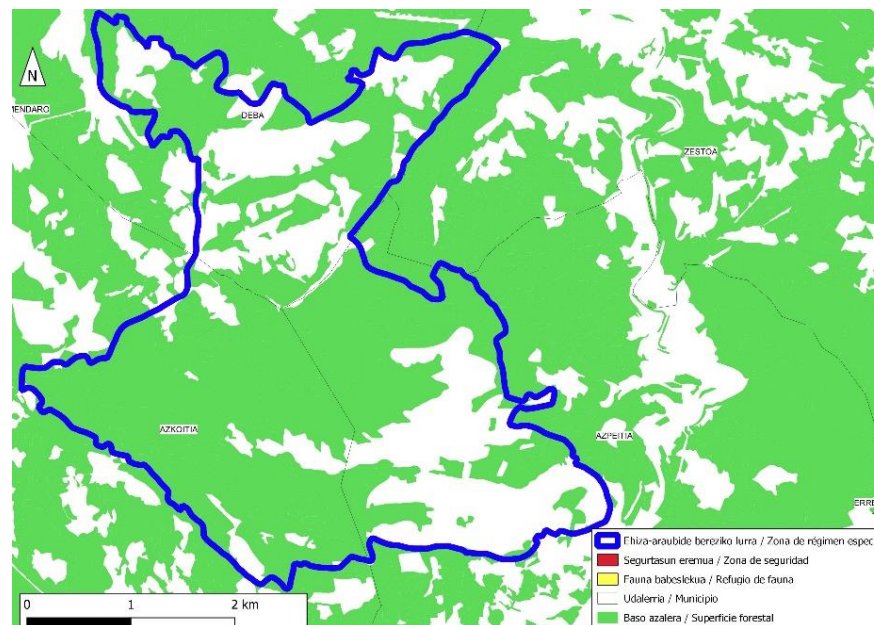 N
MENDARO
DEBA
ZESTOA
AZKOITIA
AZPEITIA
ERRE
Ehiza-araubide bereziko lurra / Zona de régimen espec
Segurtasun eremua / Zona de seguridad
Fauna babeslekua / Refugio de fauna
Udalerria / Municipio
Baso azalera / Superficie forestal
0 1 2 km